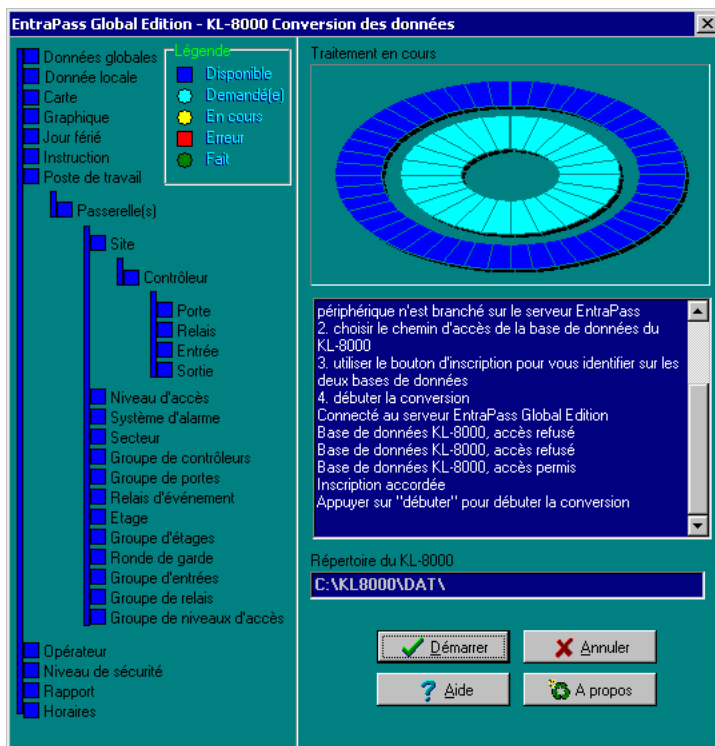 EntraPass Global Edition - KL-8000 Conversion des données
Données globales
Donnée locale
Carte
Graphique
Jour férié
Instruction
Poste de travail
Passerelle(s)
Site
Contrôleur
Porte
Relais
Entrée
Sortie
Niveau d'accès
Système d'alarme
Secteur
Groupe de contrôleurs
Groupe de portes
Relais d'événement
Etage
Groupe d'étages
Ronde de garde
Groupe d'entrées
Groupe de relais
Groupe de niveaux d'accès
Opérateur
Niveau de sécurité
Rapport
Horaires
Légende
Disponible
Demandé(e)
En cours
Erreur
Fait
Traitement en cours
périphérique n'est branché sur le serveur EntraPass
2. choisir le chemin d'accès de la base de données du
KL-8000
3. utiliser le bouton d'inscription pour vous identifier sur les
deux bases de données
4. débuter la conversion
Connecté au serveur EntraPass Global Edition
Base de données KL-8000, accès refusé
Base de données KL-8000, accès refusé
Base de données KL-8000, accès permis
Inscription accordée
Appuyer sur "débuter" pour débuter la conversion
Répertoire du KL-8000
C:\KL8000\DAT\
Démarrer
Annuler
Aide
A propos